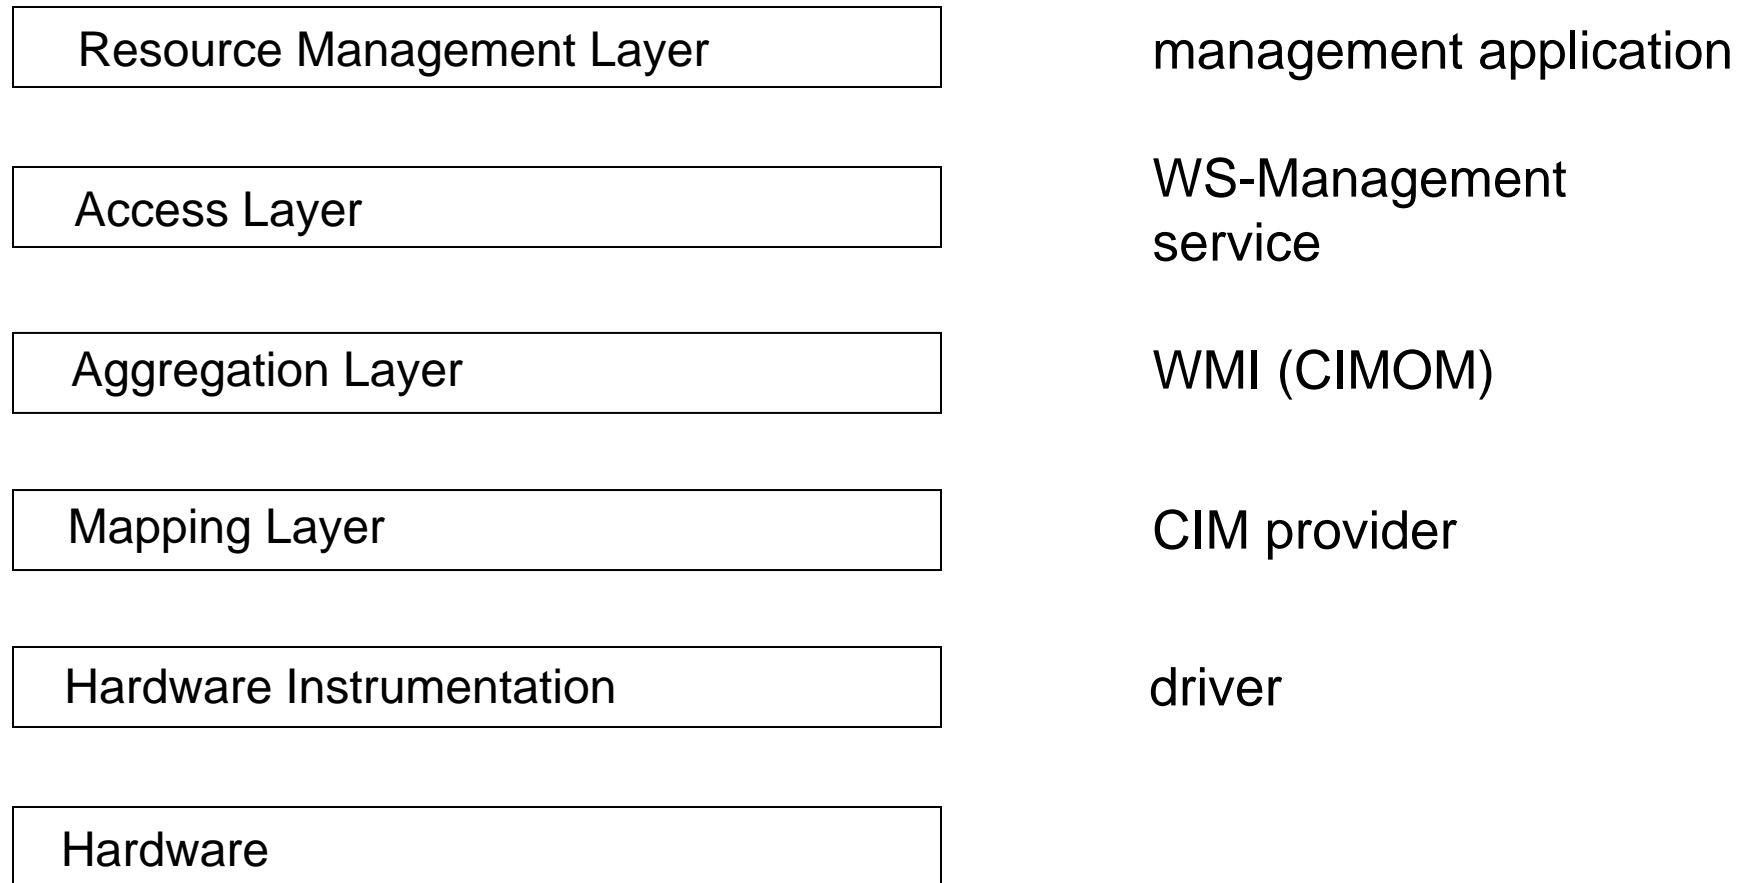 Resource Management Layer
management application
Access Layer
WS-Management
service
Aggregation Layer
WMI (CIMOM)
Mapping Layer
CIM provider
Hardware Instrumentation
driver
Hardware